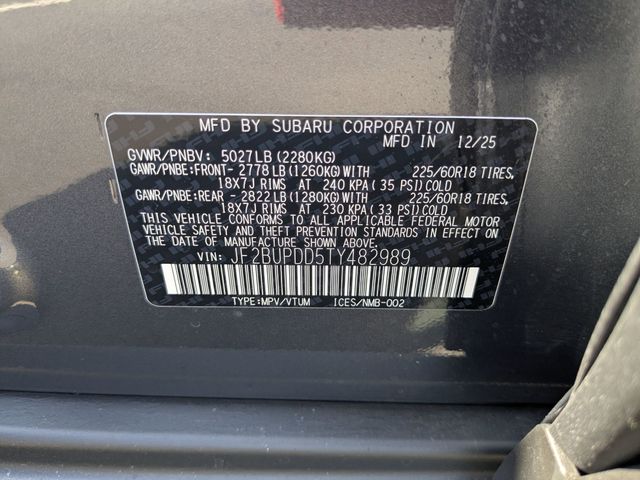 MFD BY SUBARU CORPORATION
MFD IN 12/25
GVWR/PNBV: 5027LB(2280KG)
GAWR/PNBE:FRONT-2778LB(1260KG)WITH 225/60R18 TIRES,
18X7J RIMS AT 240 KPA(35 PSI)COLD
GAWR/PNBE:REAR -2822LB(1280KG)WITH 225/60R18 TIRES,
18X7J RIMS AT 230 KPA(33 PSI)COLD
THIS VEHICLE CONFORMS TO ALL APPLICABLE FEDERAL MOTOR
VEHICLE SAFETY AND THEFT PREVENTION STANDARDS IN EFFECT
ON THE DATE OF MANUFACTURE SHOWN ABOVE.
VIN: JF2BUPDD5TY482989
TYPE:MPV/VTUM ICES/NMB-002